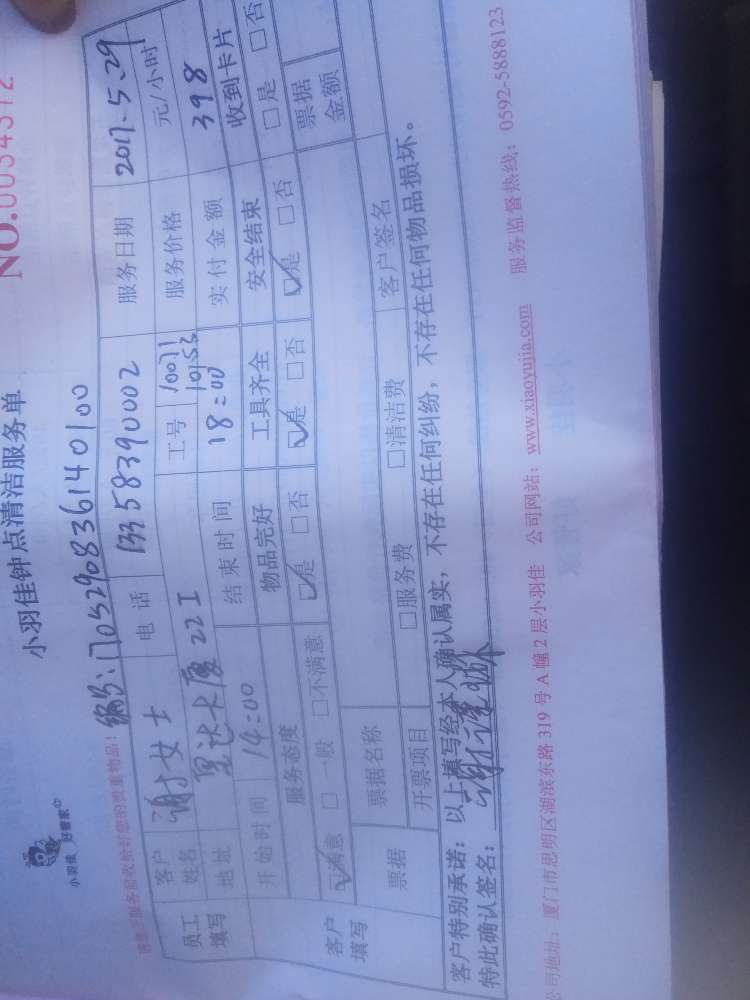 小羽佳 好管家
小羽佳钟点清洁服务单
NO.0034312
编号:170529083614010​0
员工填写 客户姓名 谢女士 电话 13358390002 服务日期 2017.5.29
地址 22I 工号 10071 10153 服务价格 元/小时
开始时间 14:00 结束时间 18:00 实付金额 398
客户填写 服务态度 物品完好 工具齐全 安全结束 收到卡片
☑满意 □一般 □不满意 ☑是 □否 ☑是 □否 ☑是 □否 □是 □否
票据 票据名称 票据金额
开票项目 □服务费 □清洁费 客户签名
客户特别承诺:以上填写经本人确认属实,不存在任何纠纷,不存在任何物品损坏。
特此确认签名:
公司地址:厦门市思明区湖滨东路319号A幢2层小羽佳 公司网站:www.xiaoyujia.com 服务监督热线:0592-5888123